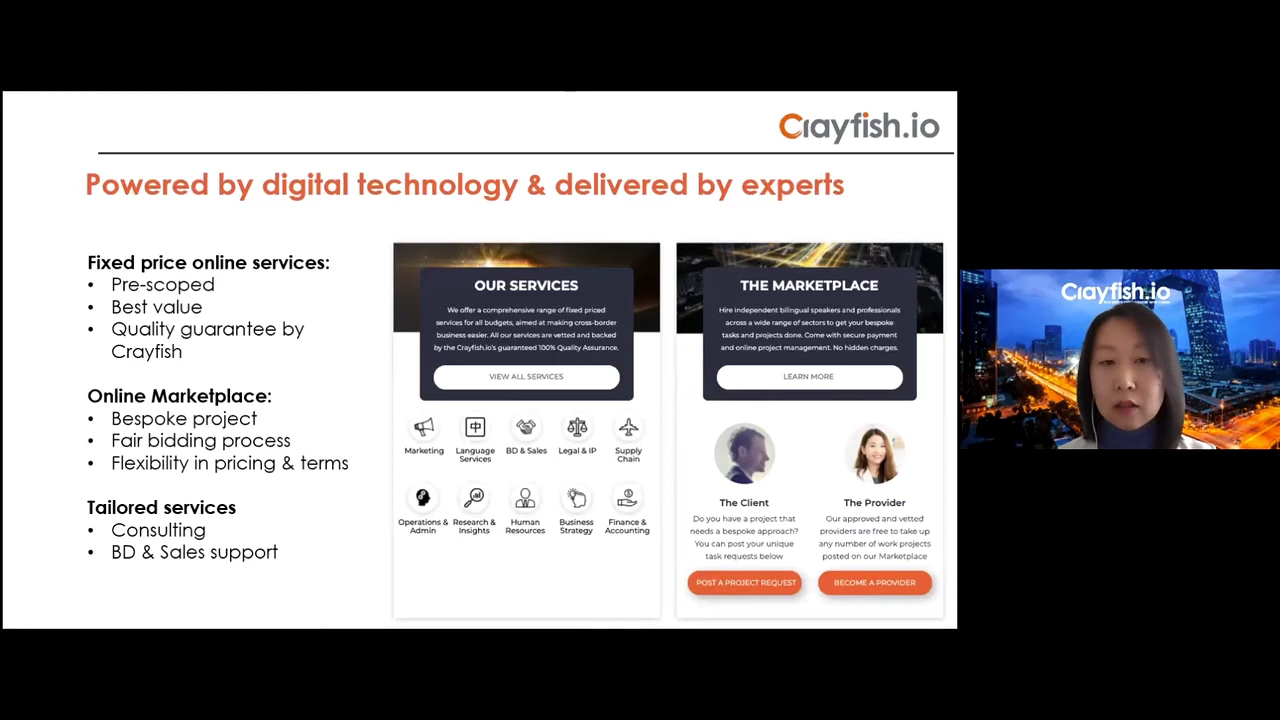 Crayfish.io
Powered by digital technology & delivered by experts
Fixed price online services:
• Pre-scoped
• Best value
• Quality guarantee by
Crayfish
Online Marketplace:
• Bespoke project
• Fair bidding process
• Flexibility in pricing & terms
Tailored services
• Consulting
• BD & Sales support
OUR SERVICES
We offer a comprehensive range of fixed priced
services for all budgets, aimed at making cross-border
business easier. All our services are vetted and backed
by the Crayfish.io's guaranteed 100% Quality Assurance.
VIEW ALL SERVICES
Marketing
Language
Services
BD & Sales
Legal & IP
Supply
Chain
Operations &
Admin
Research &
Insights
Human
Resources
Business
Strategy
Finance &
Accounting
THE MARKETPLACE
Hire independent bilingual speakers and professionals
across a wide range of sectors to get your bespoke
tasks and projects done. Come with secure payment
and online project management. No hidden charges.
LEARN MORE
The Client
Do you have a project that
needs a bespoke approach?
You can post your unique
task requests below
POST A PROJECT REQUEST
The Provider
Our approved and vetted
providers are free to take up
any number of work projects
posted on our Marketplace
BECOME A PROVIDER
中
Crayfish.io